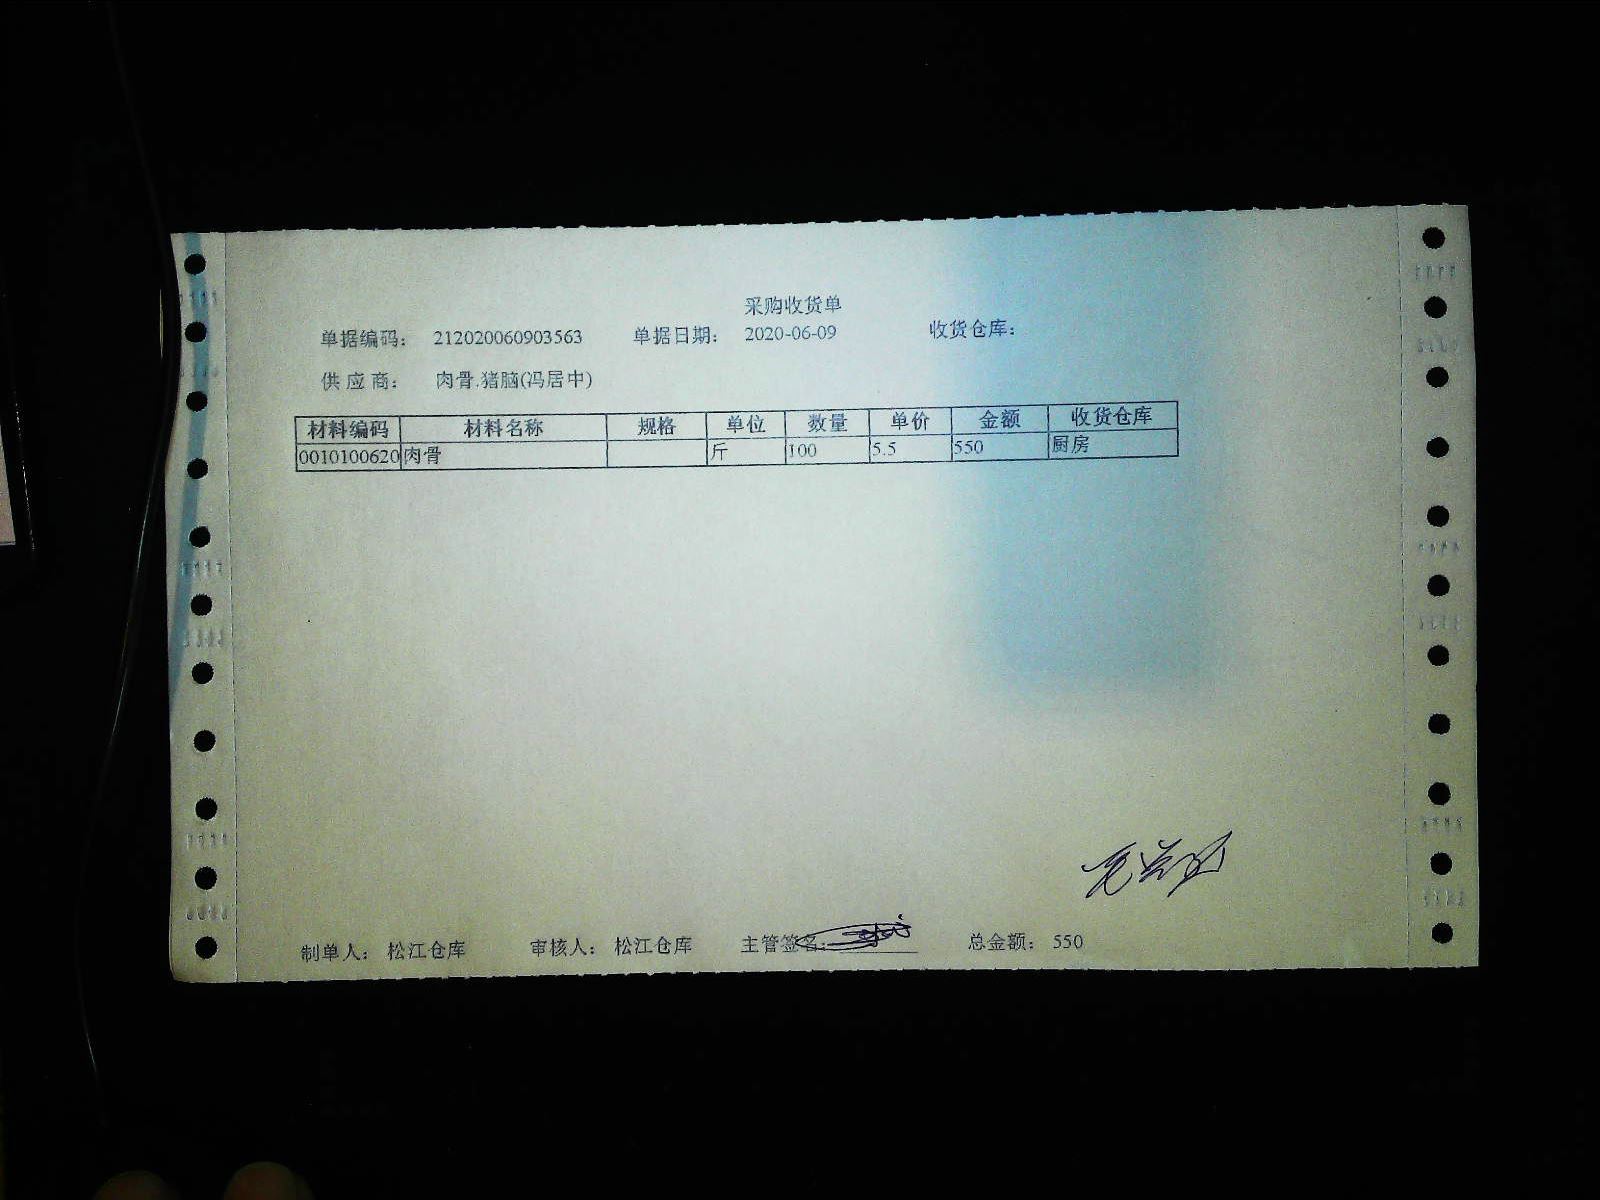 采购收货单
单据编码： 212020060903563 单据日期： 2020-06-09 收货仓库：
供 应 商： 肉骨.猪脑(冯居中)
材料编码 材料名称 规格 单位 数量 单价 金额 收货仓库
0010100620 肉骨 斤 100 5.5 550 厨房
制单人： 松江仓库 审核人： 松江仓库 主管签名： 总金额： 550